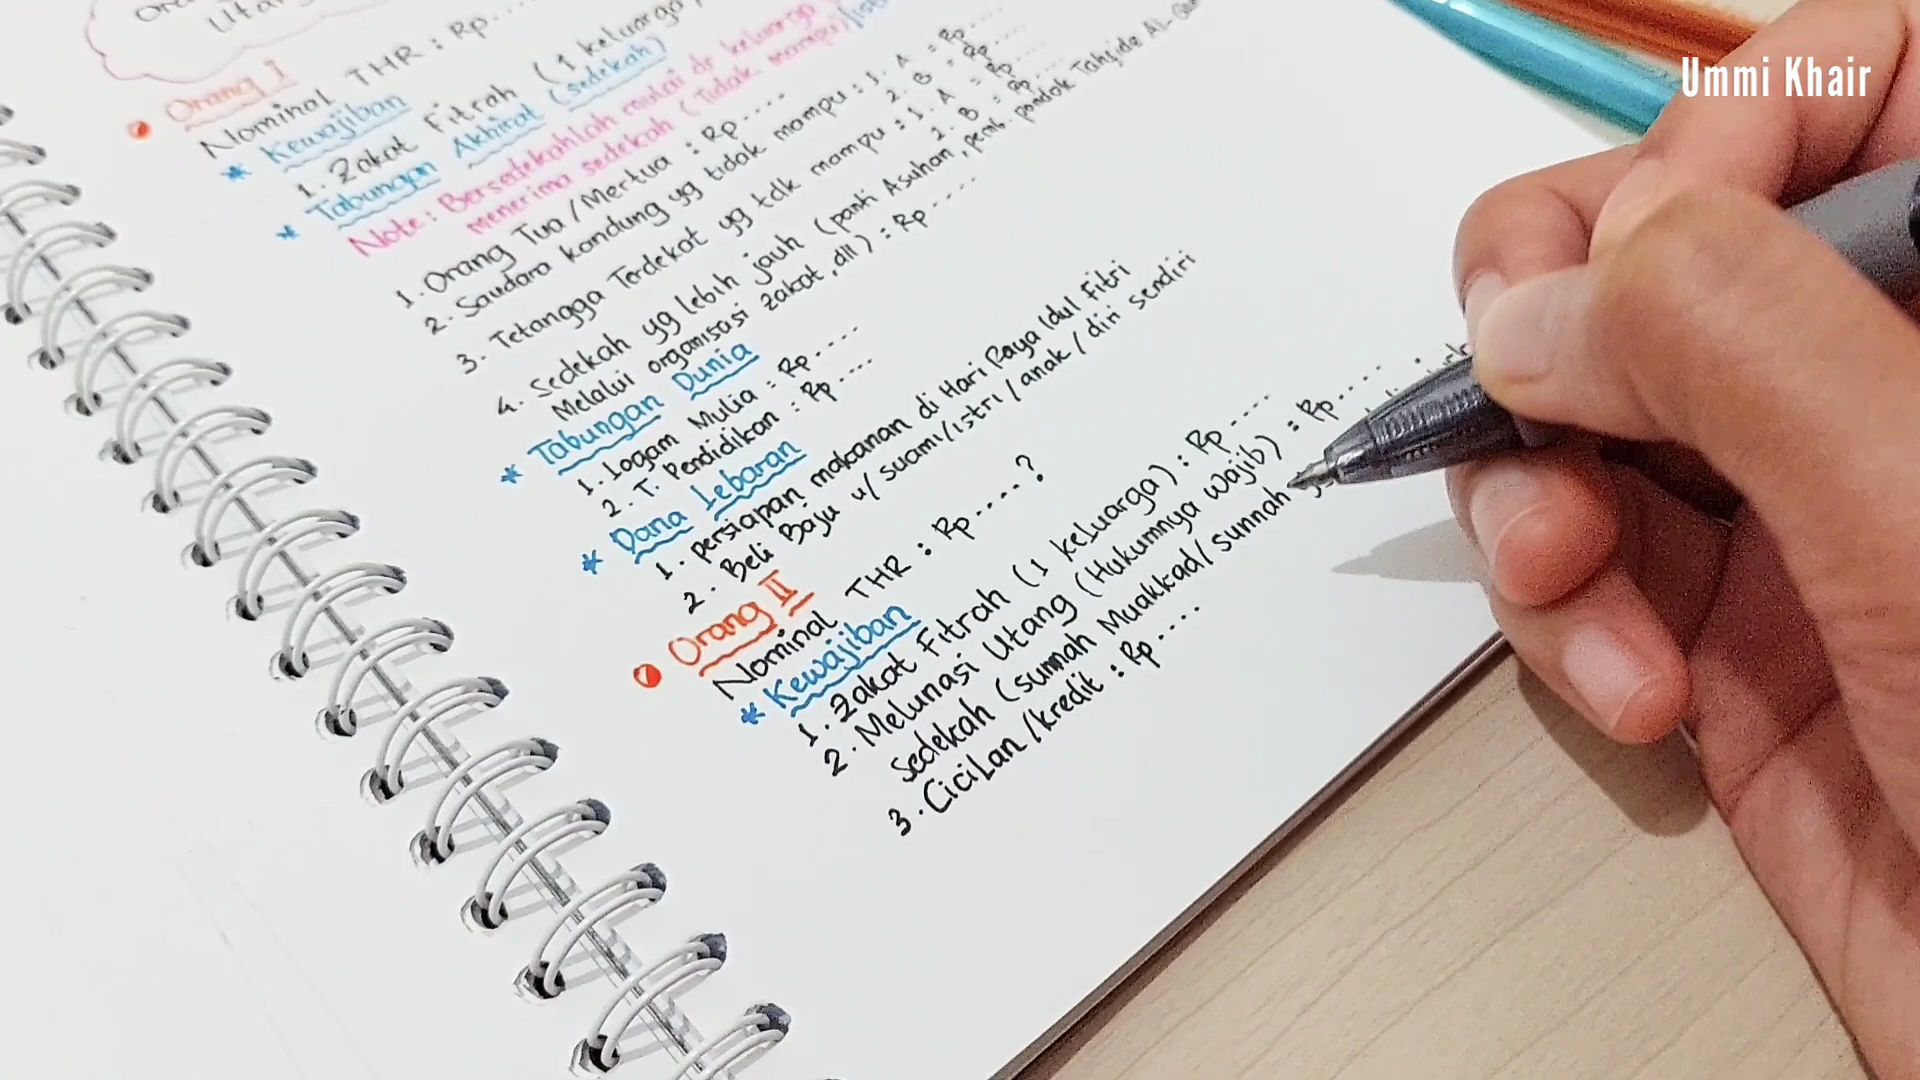 Ummi Khair
Utang
Orang I
Nominal THR : Rp....
* Kewajiban
1. Zakat Fitrah (1 keluarga
* Tabungan Akhirat (sedekah)
Note: Bersedekahlah mulai dr keluarga
menerima sedekah (tidak mampu)
1. Orang Tua / Mertua : Rp....
2. Saudara kandung yg tidak mampu : 1. A = Rp....
2. B = Rp....
3. Tetangga Terdekat yg tdk mampu : 1. A = Rp....
2. B = Rp....
4. Sedekah yg lebih jauh (panti Asuhan, pemb. pondok Tahfidz Al-
Melalui organisasi zakat, dll) : Rp....
* Tabungan Dunia
1. Logam Mulia : Rp....
2. T. Pendidikan : Rp....
* Dana Lebaran
1. persiapan makanan di Hari Raya Idul Fitri
2. Beli Baju u/ suami/istri / anak / diri sendiri
Orang II
Nominal THR : Rp....?
* Kewajiban
1. Zakat Fitrah (1 keluarga) : Rp....
2. Melunasi Utang (Hukumnya wajib) : Rp....
Sedekah (sunnah Muakkad/ sunnah
3. Cicilan /kredit : Rp....